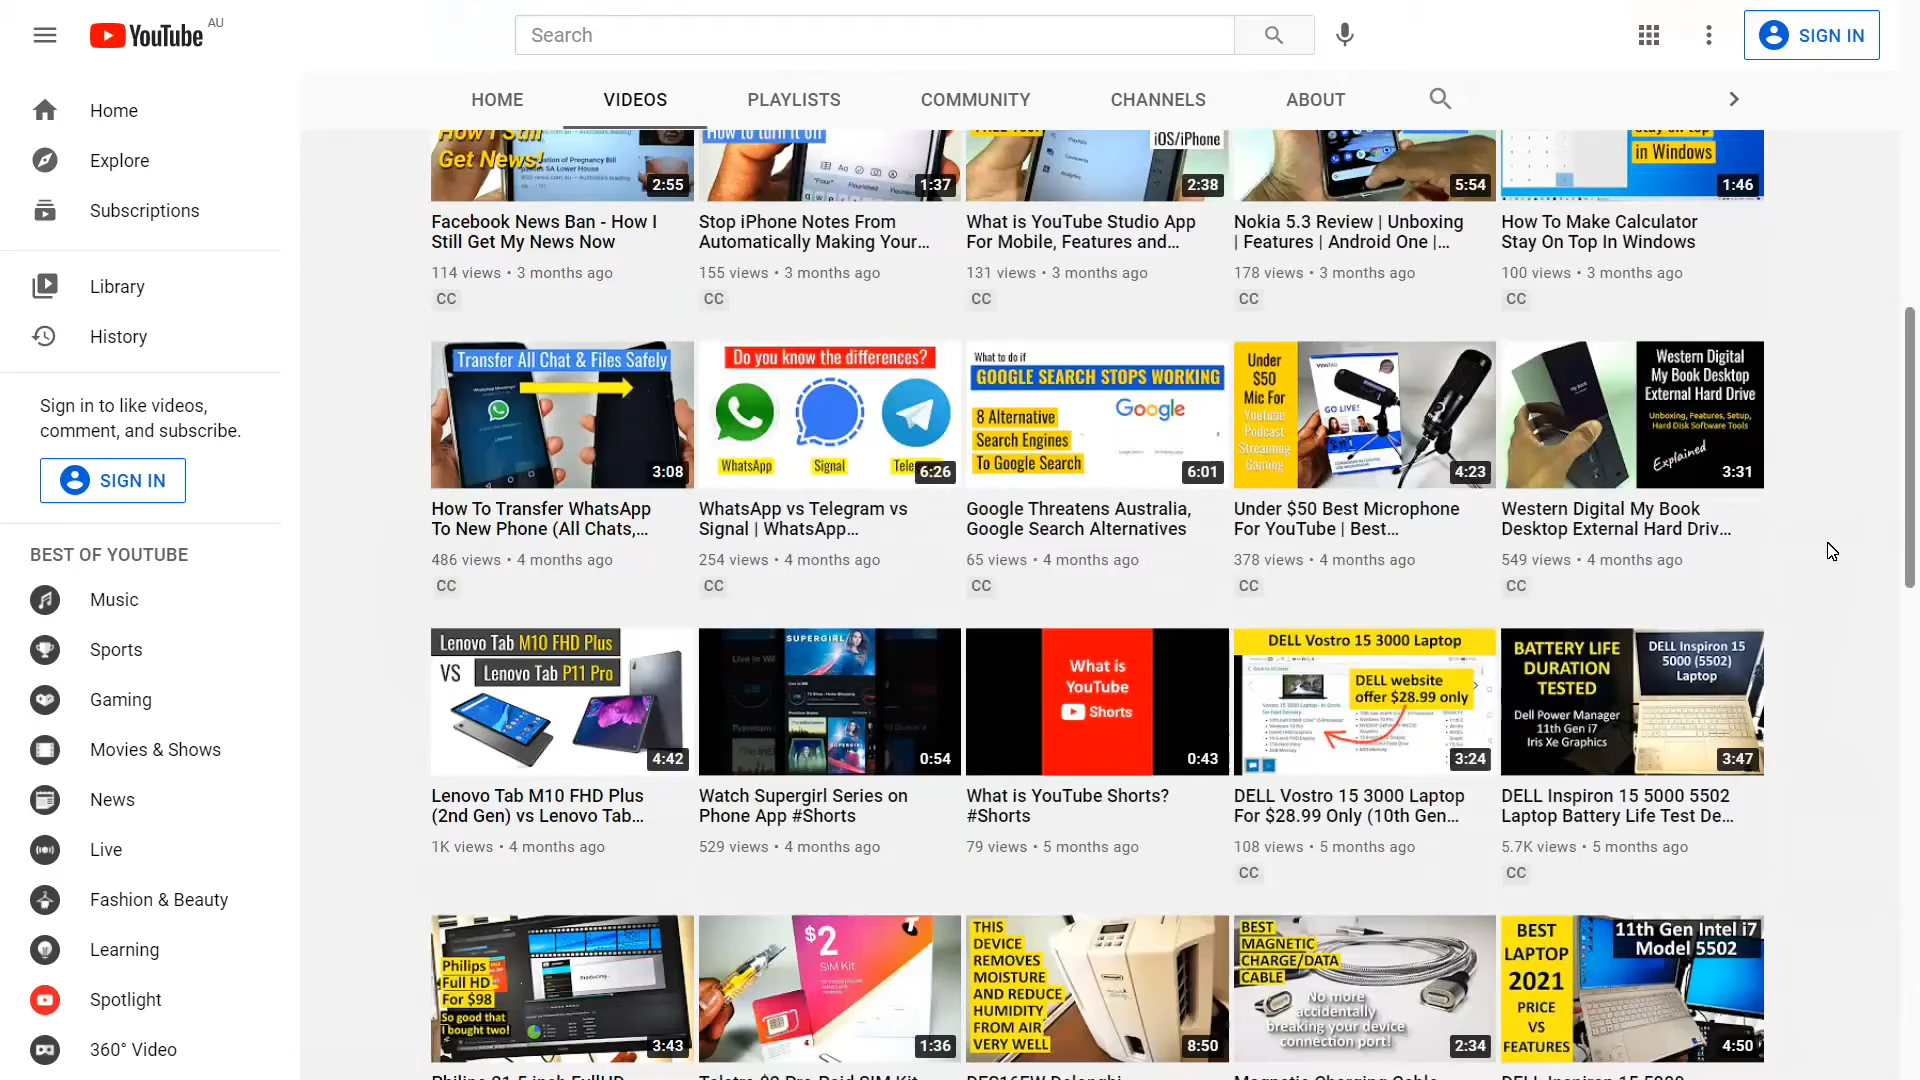 YouTube AU
Search
SIGN IN
HOME
VIDEOS
PLAYLISTS
COMMUNITY
CHANNELS
ABOUT
Home
Explore
Subscriptions
Library
History
Sign in to like videos,
comment, and subscribe.
SIGN IN
BEST OF YOUTUBE
Music
Sports
Gaming
Movies & Shows
News
Live
Fashion & Beauty
Learning
Spotlight
360° Video
How I Still
Get News!
2:55
Facebook News Ban - How I
Still Get My News Now
114 views • 3 months ago
CC
How to turn it off
1:37
Stop iPhone Notes From
Automatically Making Your...
155 views • 3 months ago
CC
iOS/iPhone
2:38
What is YouTube Studio App
For Mobile, Features and...
131 views • 3 months ago
CC
5:54
Nokia 5.3 Review | Unboxing
| Features | Android One |...
178 views • 3 months ago
CC
stay on top
in Windows
1:46
How To Make Calculator
Stay On Top In Windows
100 views • 3 months ago
CC
Transfer All Chat & Files Safely
3:08
How To Transfer WhatsApp
To New Phone (All Chats,...
486 views • 4 months ago
CC
Do you know the differences?
WhatsApp
Signal
Tele
6:26
WhatsApp vs Telegram vs
Signal | WhatsApp...
254 views • 4 months ago
CC
What to do if
GOOGLE SEARCH STOPS WORKING
8 Alternative
Search Engines
To Google Search
Google
6:01
Google Threatens Australia,
Google Search Alternatives
65 views • 4 months ago
CC
Under
$50
Mic For
Youtube
Podcast
Streaming
Gaming
GO LIVE!
4:23
Under $50 Best Microphone
For YouTube | Best...
378 views • 4 months ago
CC
Western Digital
My Book Desktop
External Hard Drive
Unboxing, Features, Setup,
Hard Disk Software Tools
Explained
3:31
Western Digital My Book
Desktop External Hard Driv...
549 views • 4 months ago
CC
Lenovo Tab M10 FHD Plus
VS Lenovo Tab P11 Pro
4:42
Lenovo Tab M10 FHD Plus
(2nd Gen) vs Lenovo Tab...
1K views • 4 months ago
SUPERGIRL
0:54
Watch Supergirl Series on
Phone App #Shorts
529 views • 4 months ago
What is
YouTube
Shorts
0:43
What is YouTube Shorts?
#Shorts
79 views • 5 months ago
DELL Vostro 15 3000 Laptop
DELL website
offer $28.99 only
3:24
DELL Vostro 15 3000 Laptop
For $28.99 Only (10th Gen...
108 views • 5 months ago
CC
BATTERY LIFE
DURATION
TESTED
Dell Power Manager
11th Gen i7
Iris Xe Graphics
DELL Inspiron 15
5000 (5502)
Laptop
3:47
DELL Inspiron 15 5000 5502
Laptop Battery Life Test De...
5.7K views • 5 months ago
CC
Philips
Full HD
For $98
So good that
I bought two!
Producing...
3:43
$2
SIM Kit
1:36
THIS
DEVICE
REMOVES
MOISTURE
AND REDUCE
HUMIDITY
FROM AIR
VERY WELL
8:50
BEST
MAGNETIC
CHARGE/DATA
CABLE
No more
accidentally
breaking your device
connection port!
2:34
BEST
LAPTOP
2021
PRICE
VS
FEATURES
11th Gen Intel i7
Model 5502
4:50